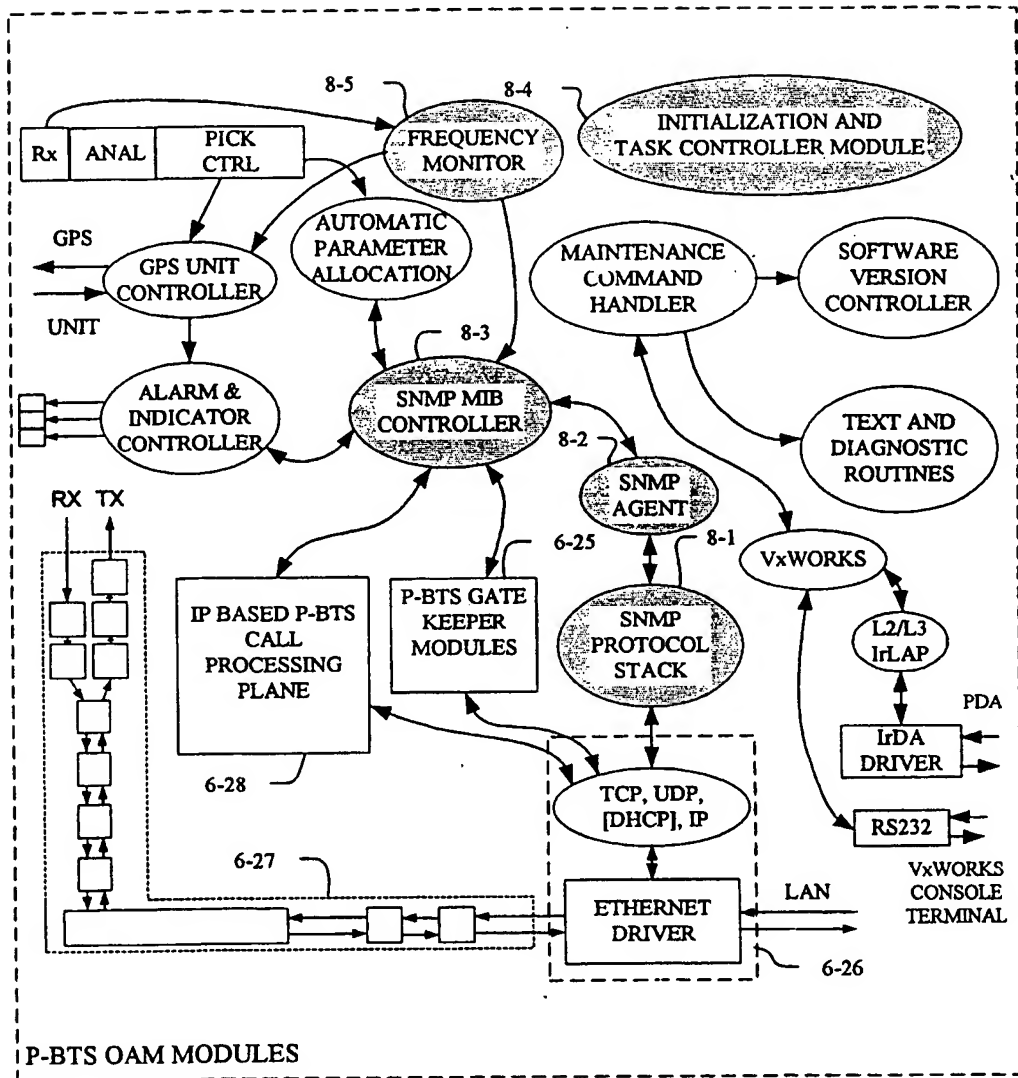 8-5
8-4
FREQUENCY
MONITOR
INITIALIZATION AND
TASK CONTROLLER MODULE
Rx
ANAL
PICK
CTRL
GPS
UNIT
GPS UNIT
CONTROLLER
AUTOMATIC
PARAMETER
ALLOCATION
MAINTENANCE
COMMAND
HANDLER
SOFTWARE
VERSION
CONTROLLER
8-3
ALARM &
INDICATOR
CONTROLLER
SNMP MIB
CONTROLLER
TEXT AND
DIAGNOSTIC
ROUTINES
8-2
SNMP
AGENT
RX TX
6-25
8-1
VxWORKS
IP BASED P-BTS
CALL
PROCESSING
PLANE
P-BTS GATE
KEEPER
MODULES
SNMP
PROTOCOL
STACK
L2/L3
IrLAP
PDA
IrDA
DRIVER
6-28
TCP, UDP,
[DHCP], IP
RS232
6-27
VxWORKS
CONSOLE
TERMINAL
ETHERNET
DRIVER
LAN
6-26
P-BTS OAM MODULES